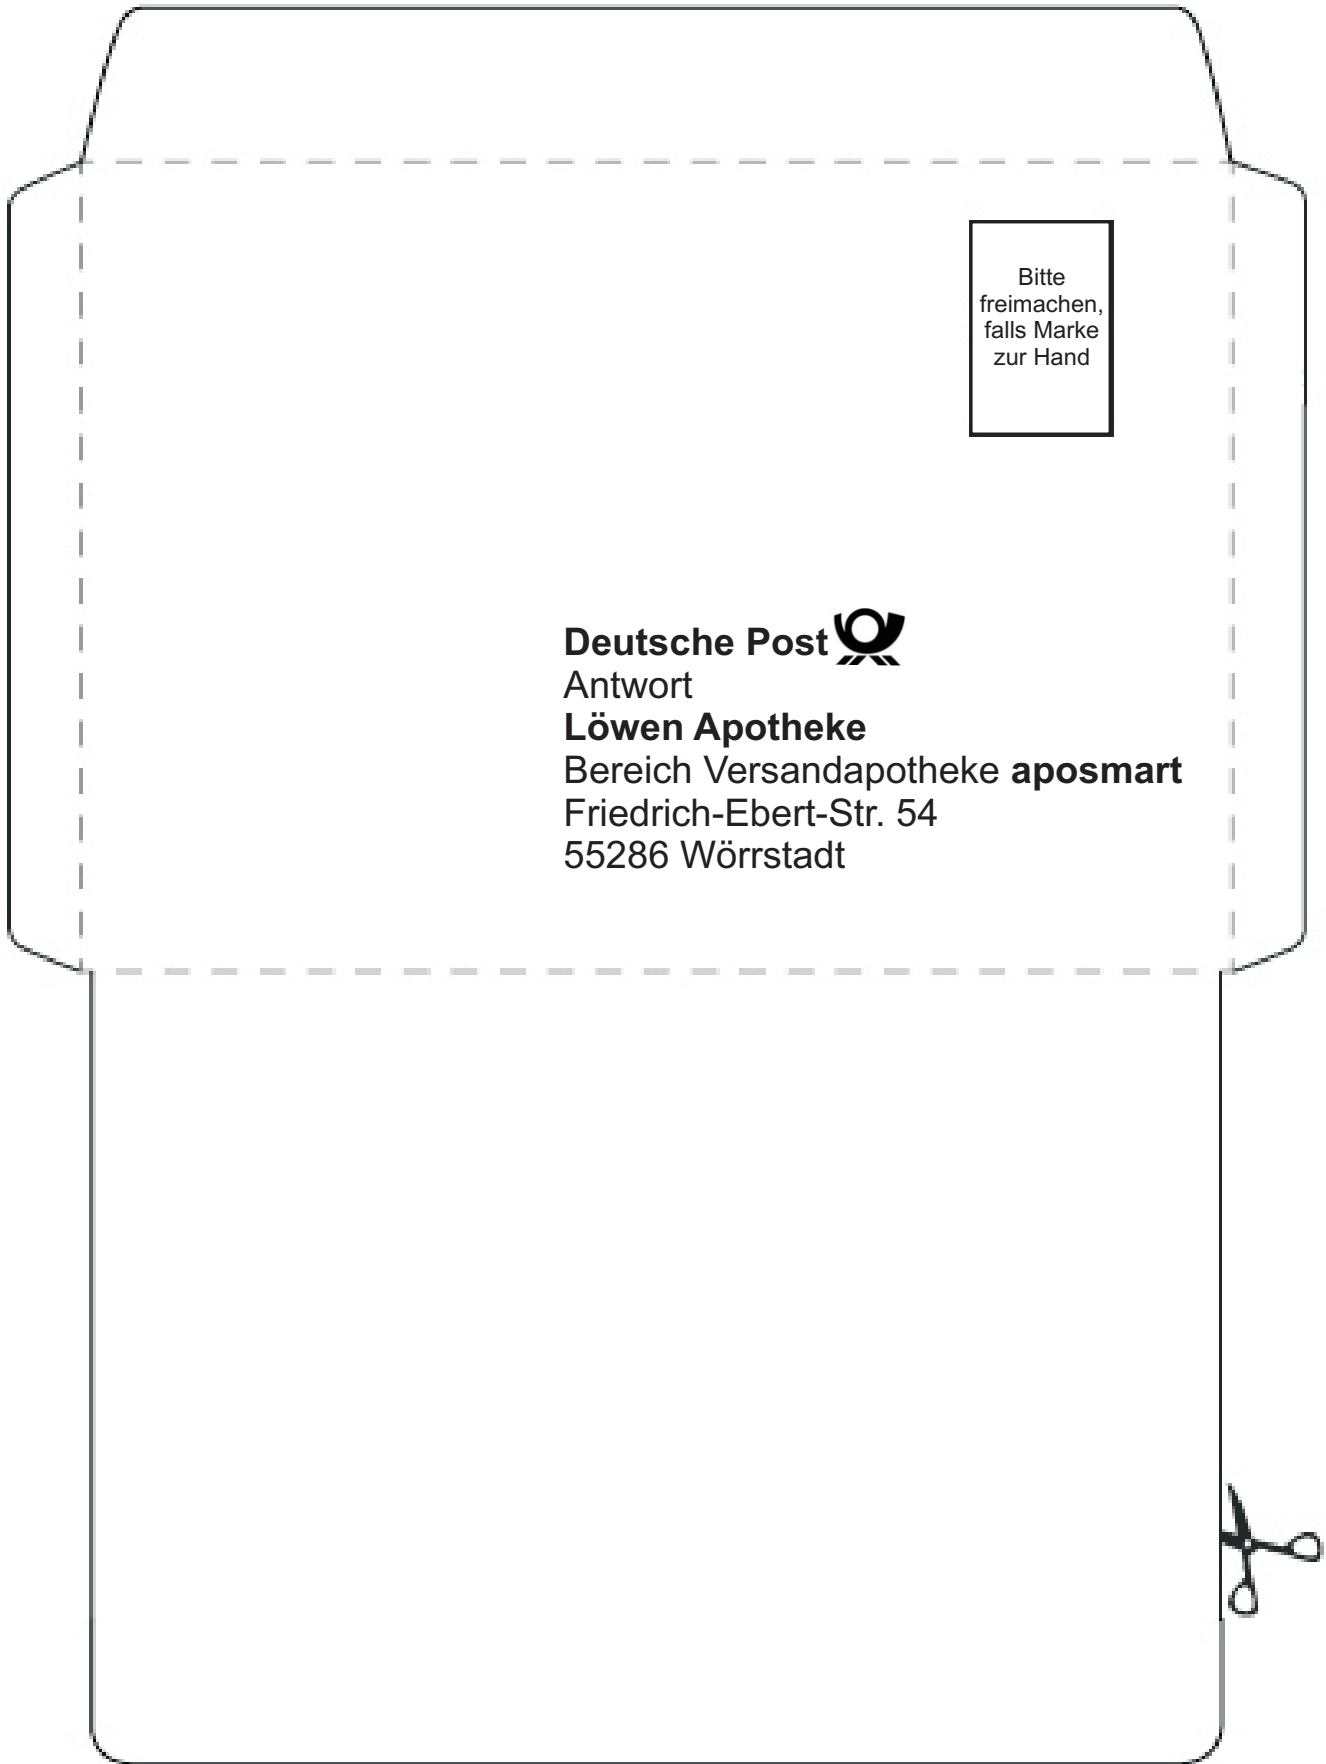 Bitte
freimachen,
falls Marke
zur Hand
Deutsche Post
Antwort
Löwen Apotheke
Bereich Versandapotheke aposmart
Friedrich-Ebert-Str. 54
55286 Wörrstadt